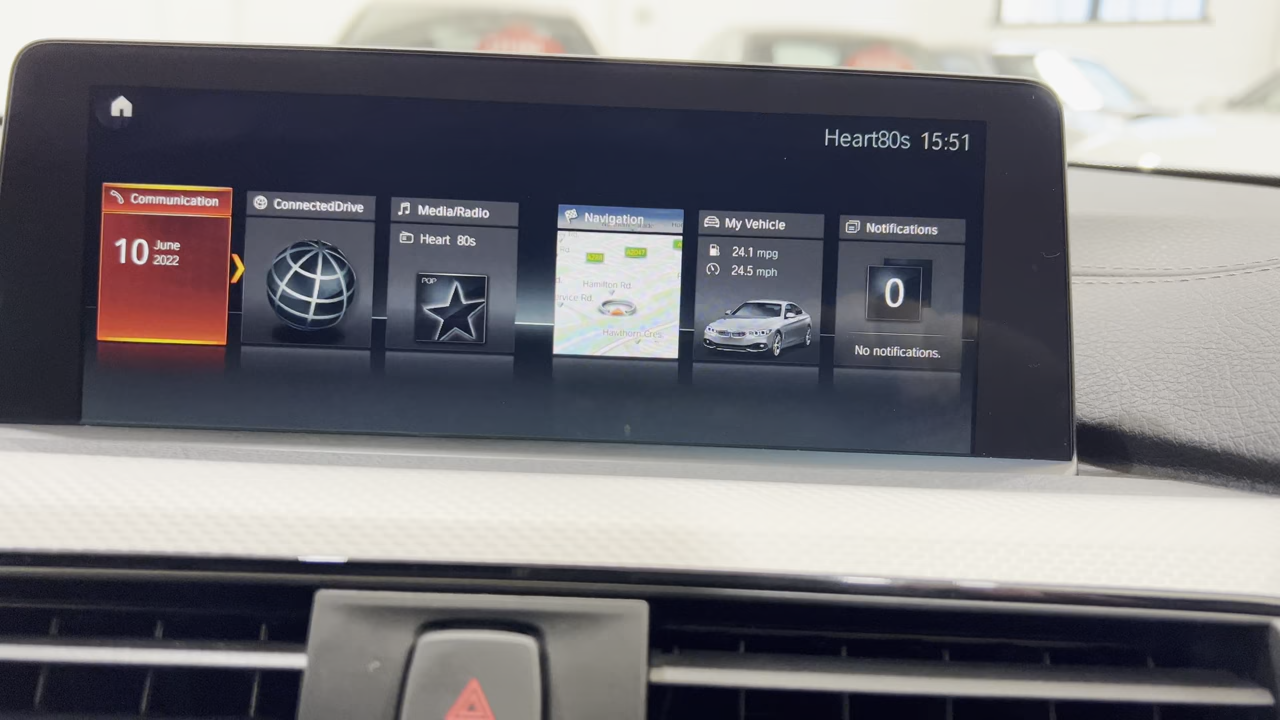 Heart80s 15:51
Communication
10 June
2022
ConnectedDrive
Media/Radio
Heart 80s
POP
Navigation
Hamilton Rd.
Hawthorn Cres.
My Vehicle
24.1 mpg
24.5 mph
Notifications
0
No notifications.